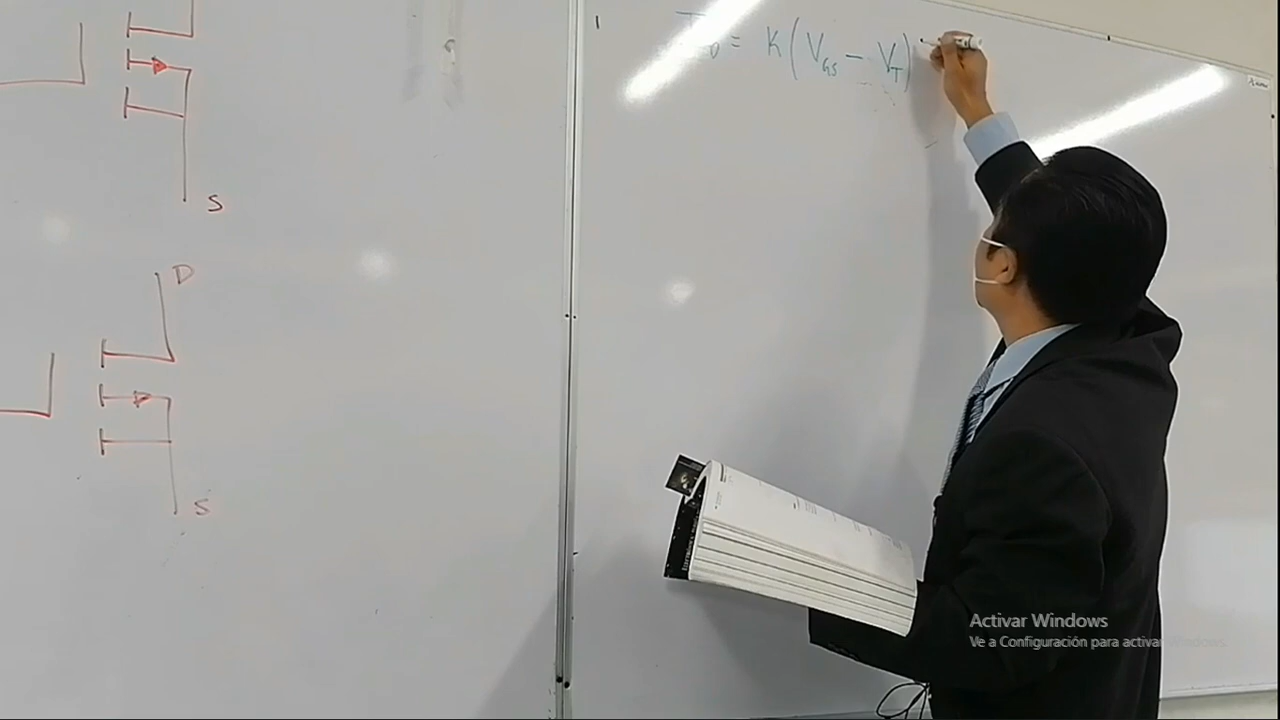 S
D
S
I_D = K(V_GS - V_T)
Activar Windows
Ve a Configuración para activar Windows.